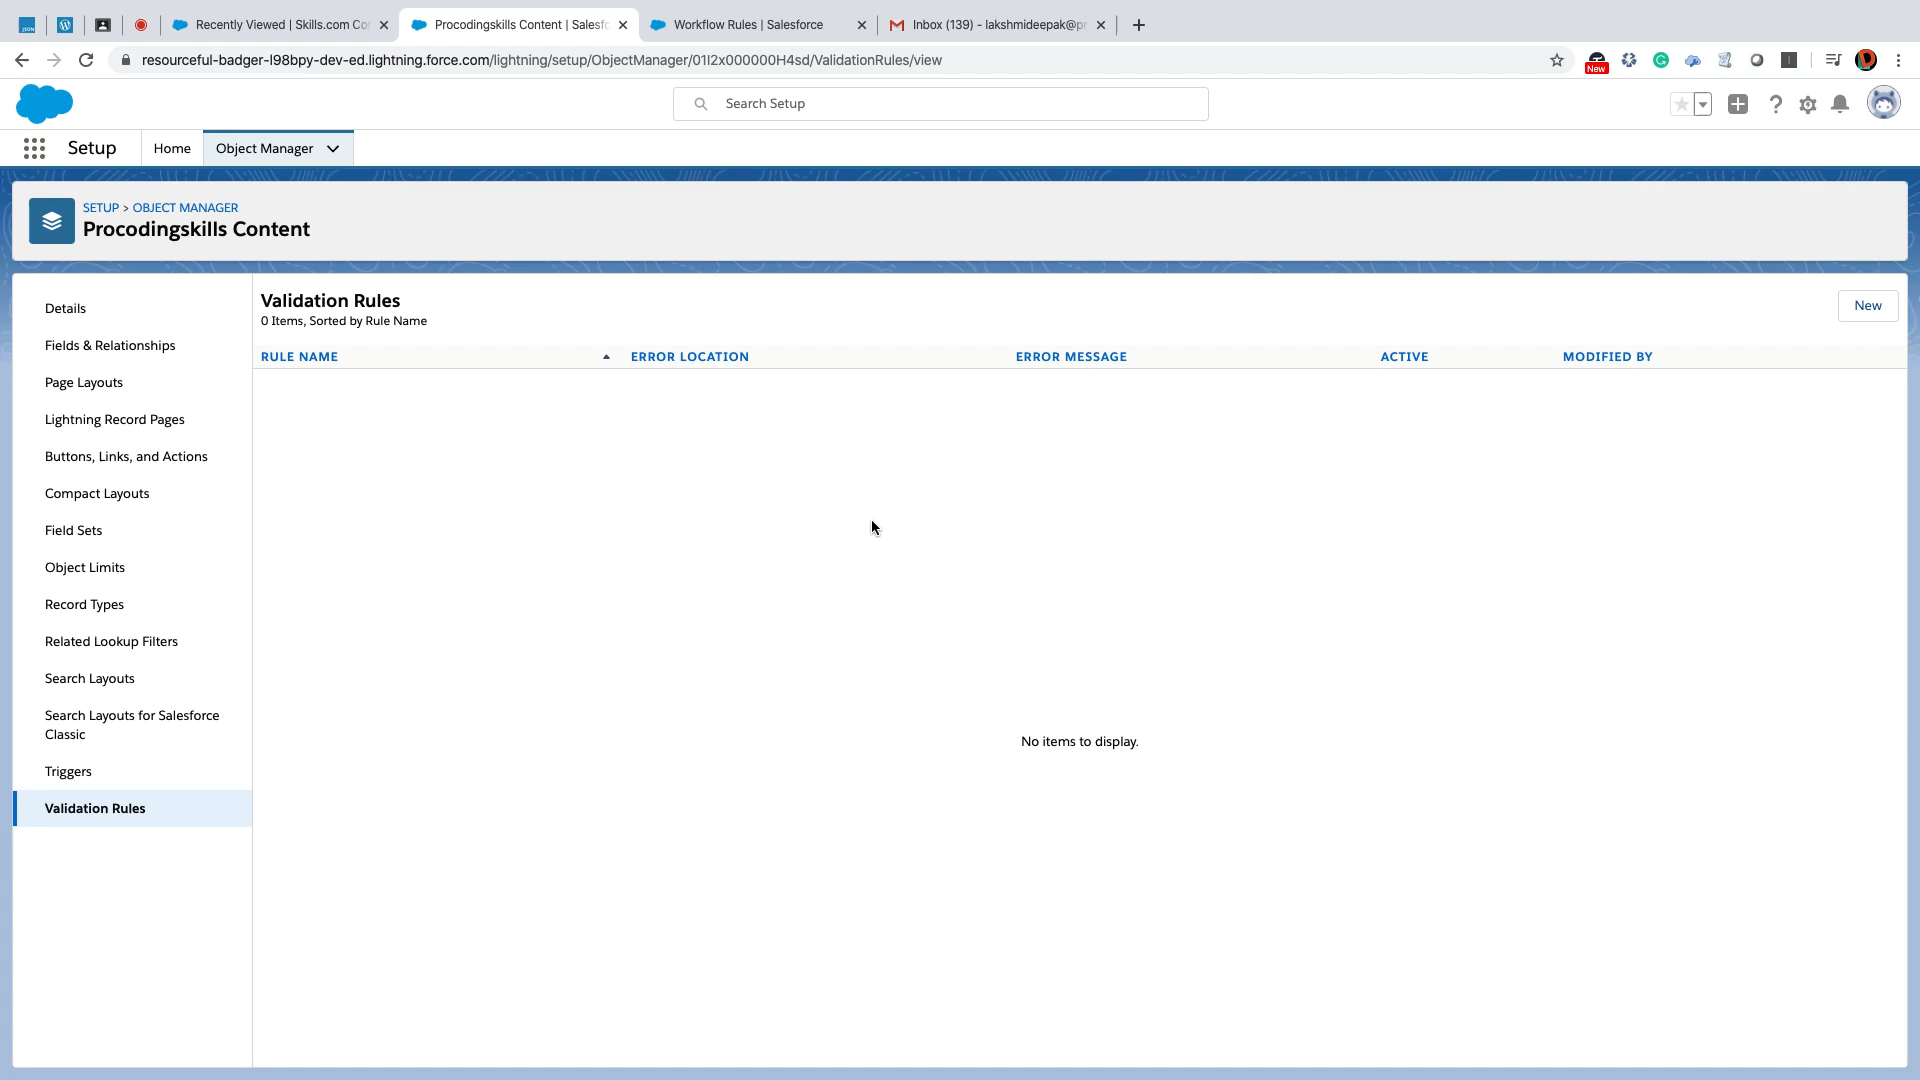 Recently Viewed | Skills.com Co
Procodingskills Content | Salesf
Workflow Rules | Salesforce
Inbox (139) - lakshmideepak@p
resourceful-badger-l98bpy-dev-ed.lightning.force.com/lightning/setup/ObjectManager/01I2x000000H4sd/ValidationRules/view
New
Search Setup
Setup
Home
Object Manager
SETUP > OBJECT MANAGER
Procodingskills Content
Details
Fields & Relationships
Page Layouts
Lightning Record Pages
Buttons, Links, and Actions
Compact Layouts
Field Sets
Object Limits
Record Types
Related Lookup Filters
Search Layouts
Search Layouts for Salesforce
Classic
Triggers
Validation Rules
Validation Rules
0 Items, Sorted by Rule Name
New
RULE NAME ERROR LOCATION ERROR MESSAGE ACTIVE MODIFIED BY
No items to display.